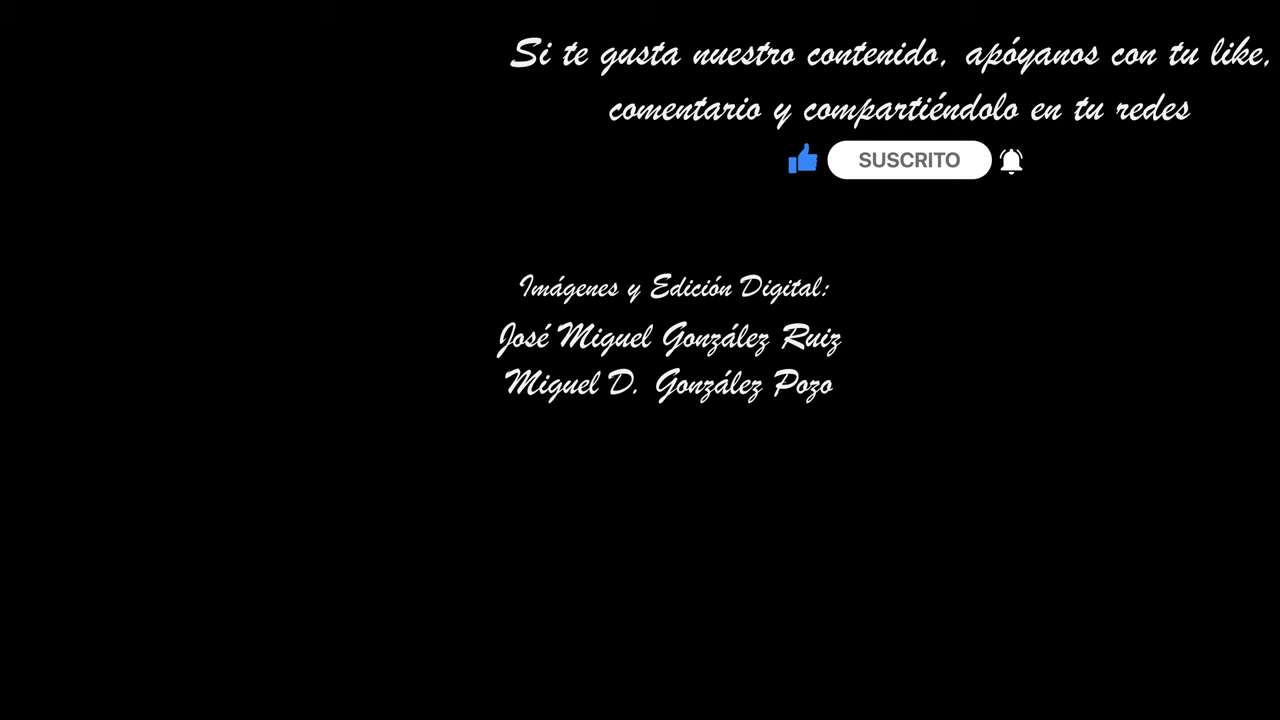 Si te gusta nuestro contenido, apóyanos con tu like,
comentario y compartiéndolo en tu redes
SUSCRITO
Imágenes y Edición Digital:
José Miguel González Ruiz
Miguel D. González Pozo